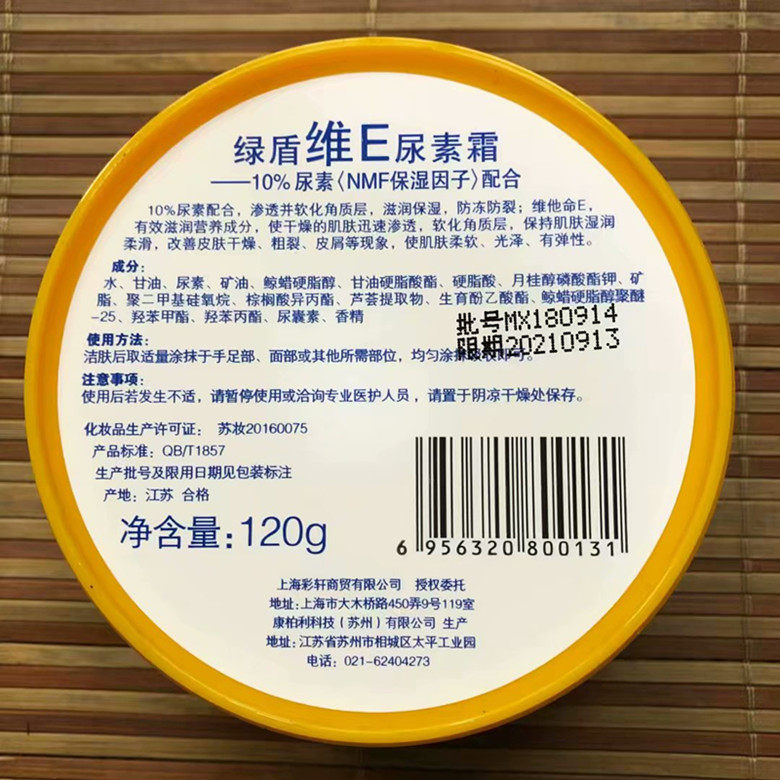 绿盾维E尿素霜
——10%尿素〈NMF保湿因子〉配合
10%尿素配合，渗透并软化角质层，滋润保湿，防冻防裂；维他命E，
有效滋润营养成分，使干燥的肌肤迅速渗透，软化角质层，保持肌肤湿润
柔滑，改善皮肤干燥、粗裂、皮屑等现象，使肌肤柔软、光泽、有弹性。
成分：
水、甘油、尿素、矿油、鲸蜡硬脂醇、甘油硬脂酸酯、硬脂酸、月桂醇磷酸酯钾、矿
脂、聚二甲基硅氧烷、棕榈酸异丙酯、芦荟提取物、生育酚乙酸酯、鲸蜡硬脂醇聚醚
-25、羟苯甲酯、羟苯丙酯、尿囊素、香精
批号MX180914
限期20210913
使用方法：
洁肤后取适量涂抹于手足部、面部或其他所需部位，均匀涂
注意事项：
使用后若发生不适，请暂停使用或洽询专业医护人员，请置于阴凉干燥处保存。
化妆品生产许可证：苏妆20160075
产品标准：QB/T1857
生产批号及限用日期见包装标注
产地：江苏 合格
净含量：120g
6 956320 800131
上海彩轩商贸有限公司 授权委托
地址：上海市大木桥路450弄9号119室
康柏利科技（苏州）有限公司 生产
地址：江苏省苏州市相城区太平工业园
电话：021-62404273